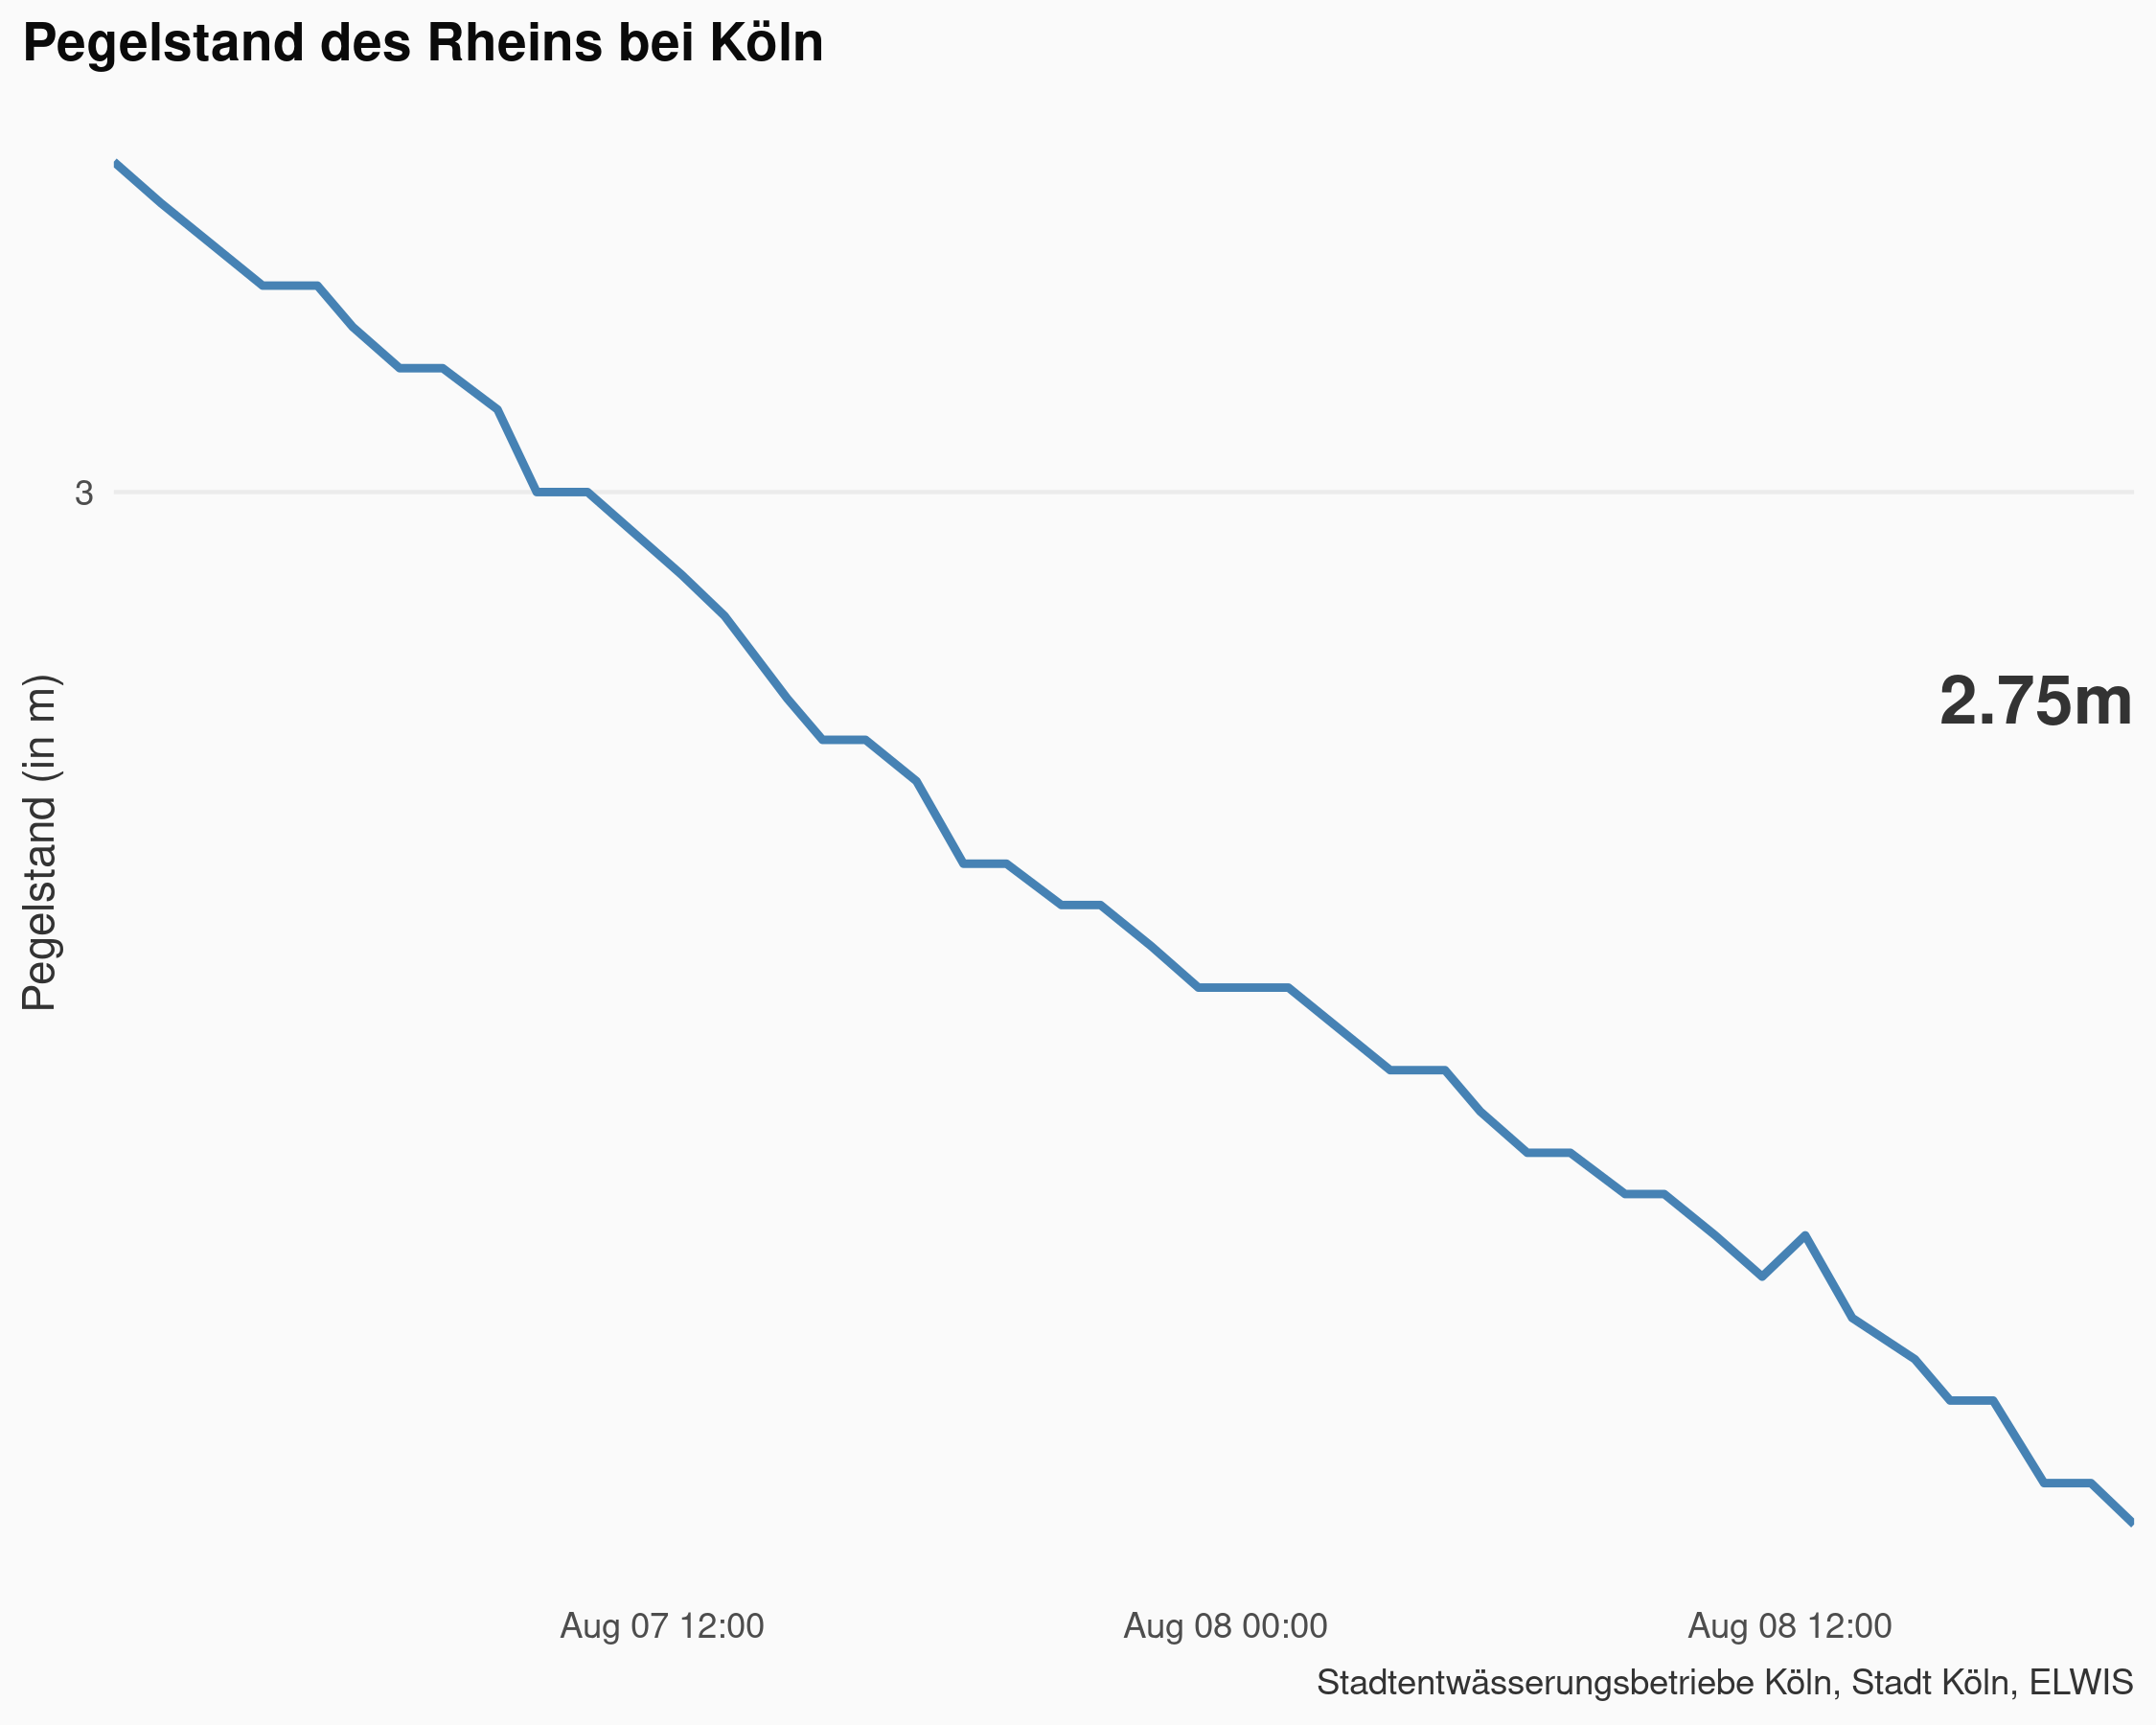 Pegelstand des Rheins bei Köln
3
Pegelstand (in m)
2.75m
Aug 07 12:00
Aug 08 00:00
Aug 08 12:00
Stadtentwässerungsbetriebe Köln, Stadt Köln, ELWIS